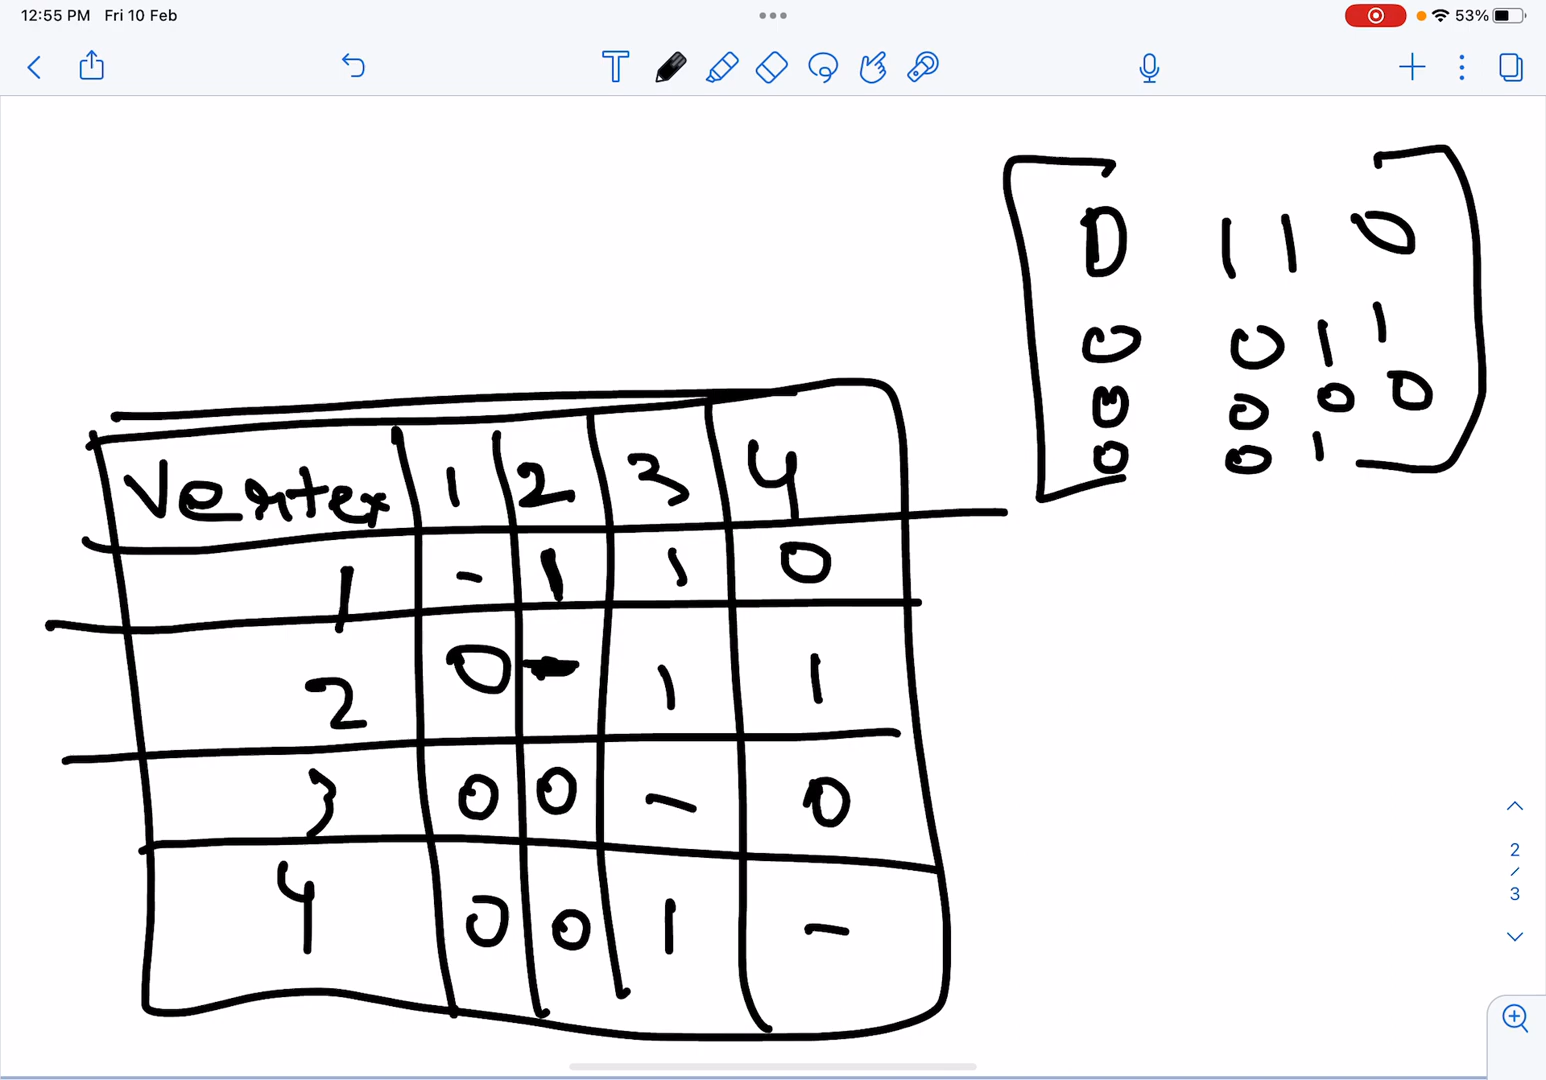 12:55 PM Fri 10 Feb
53%
T
0 1 1 0
0 0 1 1
0 0 0 0
0 0 1
Vertex 1 2 3 4
1 - 1 1 0
2 0 - 1 1
3 0 0 - 0
4 0 0 1 -
2
/
3